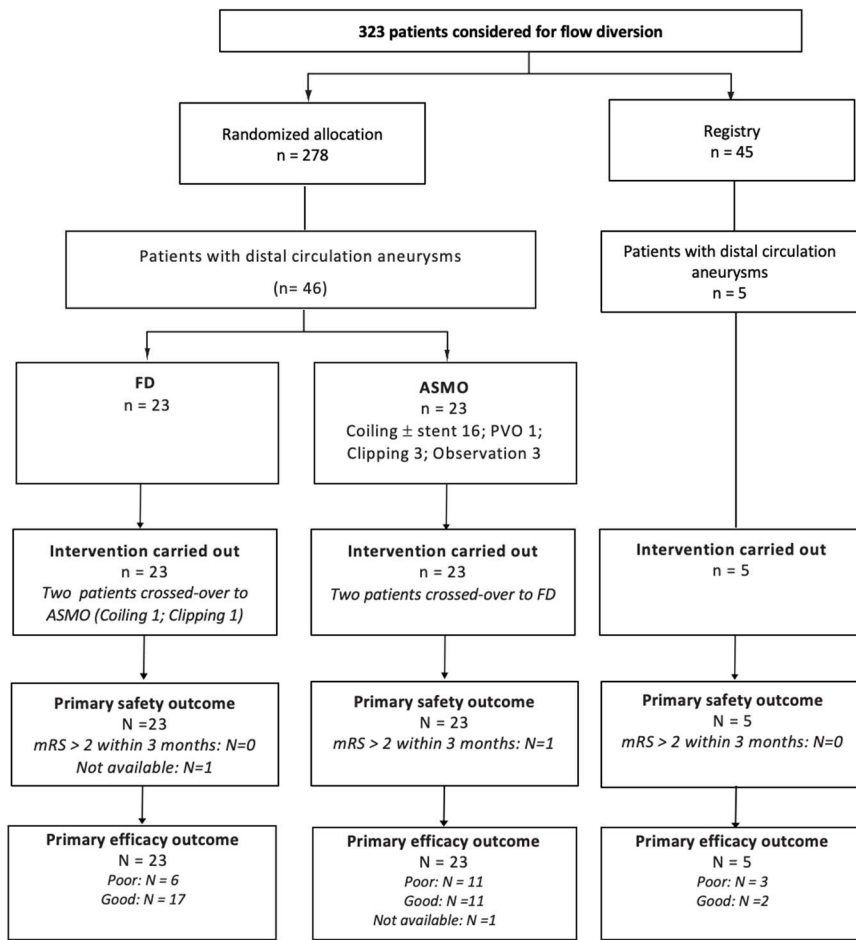 323 patients considered for flow diversion
Randomized allocation
n = 278
Registry
n = 45
Patients with distal circulation aneurysms
(n= 46)
Patients with distal circulation
aneurysms
n = 5
FD
n = 23
ASMO
n = 23
Coiling ± stent 16; PVO 1;
Clipping 3; Observation 3
Intervention carried out
n = 23
Two patients crossed-over to
ASMO (Coiling 1; Clipping 1)
Intervention carried out
n = 23
Two patients crossed-over to FD
Intervention carried out
n = 5
Primary safety outcome
N =23
mRS > 2 within 3 months: N=0
Not available: N=1
Primary safety outcome
N = 23
mRS > 2 within 3 months: N=1
Primary safety outcome
N = 5
mRS > 2 within 3 months: N=0
Primary efficacy outcome
N = 23
Poor: N = 6
Good: N = 17
Primary efficacy outcome
N = 23
Poor: N = 11
Good: N =11
Not available: N =1
Primary efficacy outcome
N = 5
Poor: N = 3
Good: N =2